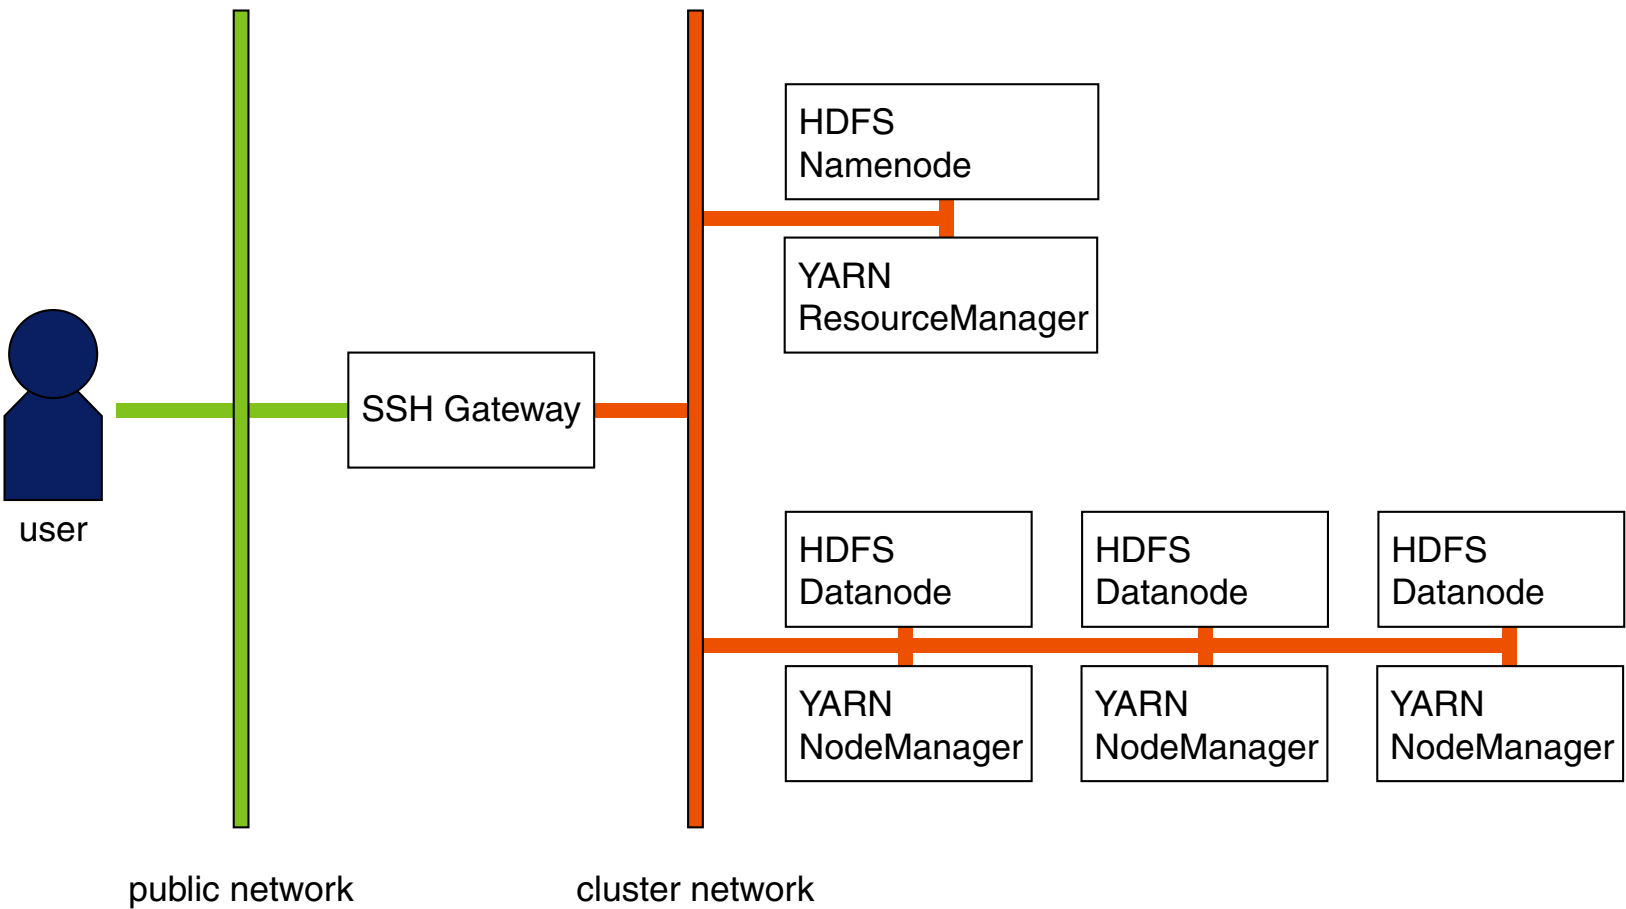 HDFS
Namenode
YARN
ResourceManager
SSH Gateway
user
HDFS
Datanode
HDFS
Datanode
HDFS
Datanode
YARN
NodeManager
YARN
NodeManager
YARN
NodeManager
public network
cluster network